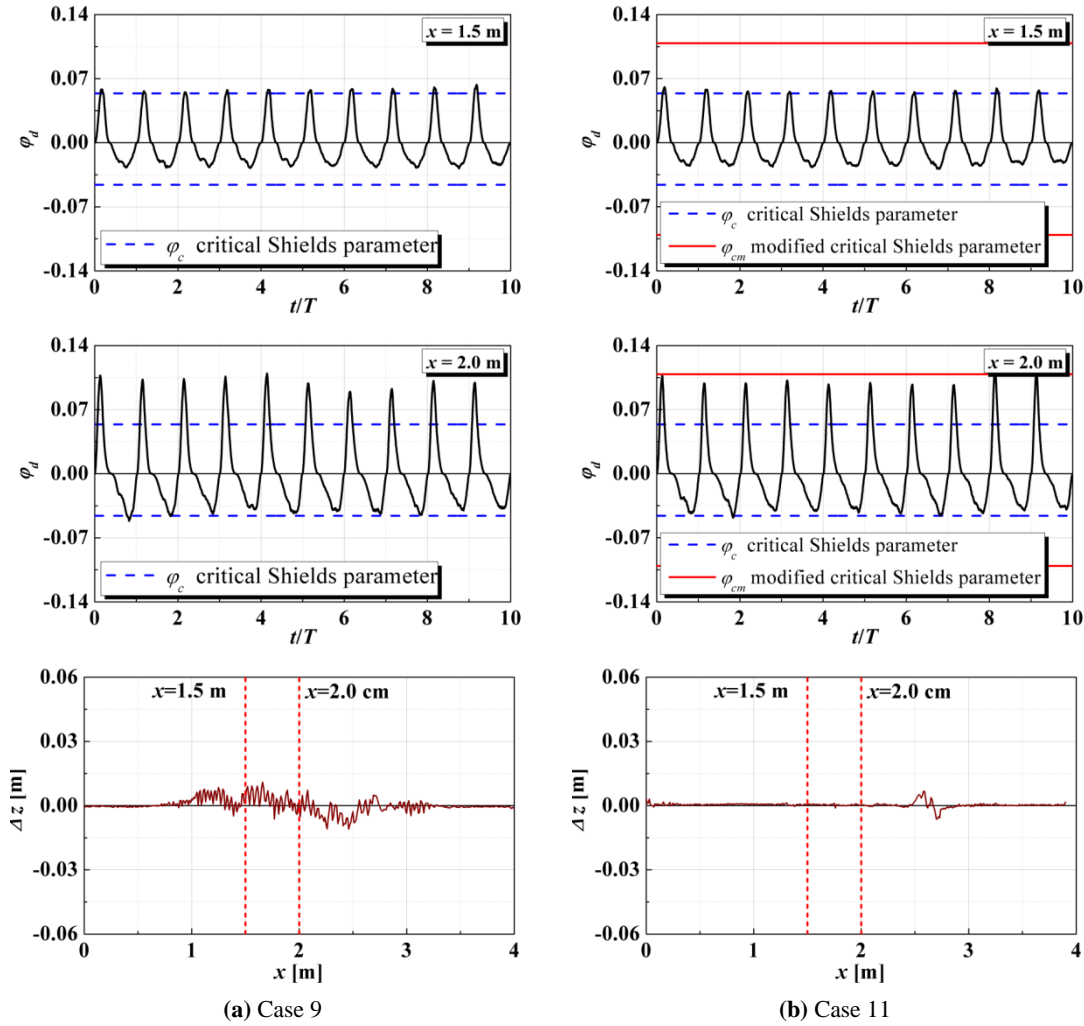 0.14
x = 1.5 m
0.07
0.00
φd
-0.07
φc critical Shields parameter
-0.14
0 2 4 6 8 10
t/T
0.14
x = 1.5 m
0.07
0.00
φd
-0.07
φc critical Shields parameter
φcm modified critical Shields parameter
-0.14
0 2 4 6 8 10
t/T
0.14
x = 2.0 m
0.07
0.00
φd
-0.07
φc critical Shields parameter
-0.14
0 2 4 6 8 10
t/T
0.14
x = 2.0 m
0.07
0.00
φd
-0.07
φc critical Shields parameter
φcm modified critical Shields parameter
-0.14
0 2 4 6 8 10
t/T
0.06
x=1.5 m x=2.0 cm
0.03
0.00
Δ z [m]
-0.03
-0.06
0 1 2 3 4
x [m]
(a) Case 9
0.06
x=1.5 m x=2.0 cm
0.03
0.00
Δ z [m]
-0.03
-0.06
0 1 2 3 4
x [m]
(b) Case 11